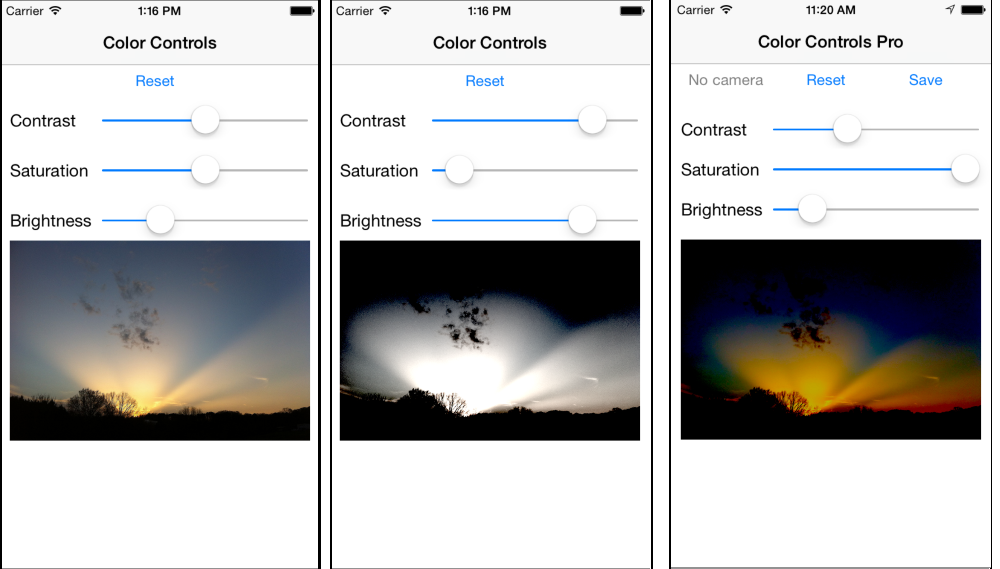 Carrier 1:16 PM
Color Controls
Reset
Contrast
Saturation
Brightness
Carrier 1:16 PM
Color Controls
Reset
Contrast
Saturation
Brightness
Carrier 11:20 AM
Color Controls Pro
No camera Reset Save
Contrast
Saturation
Brightness